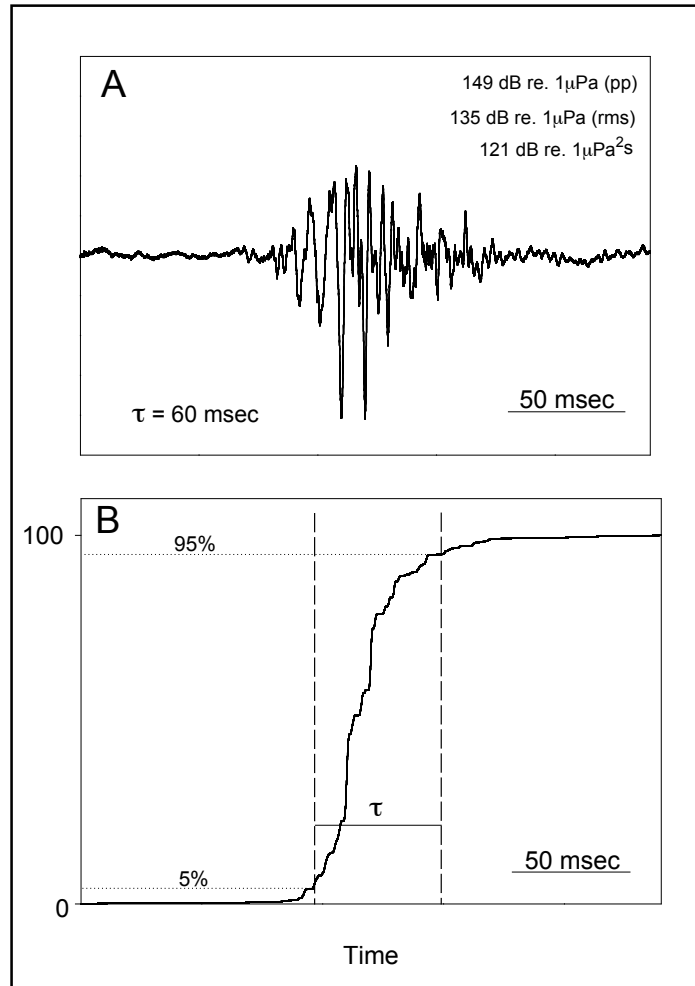 A
149 dB re. 1μPa (pp)
135 dB re. 1μPa (rms)
121 dB re. 1μPa²s
τ = 60 msec
50 msec
B
100
95%
τ
50 msec
5%
0
Time